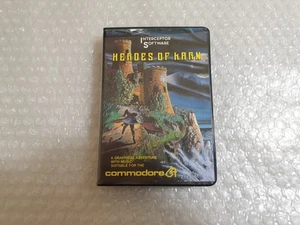 INTERCEPTOR
SOFTWARE
HEROES OF KARN
A GRAPHICAL ADVENTURE
WITH MUSIC
SUITABLE FOR THE
commodore 64